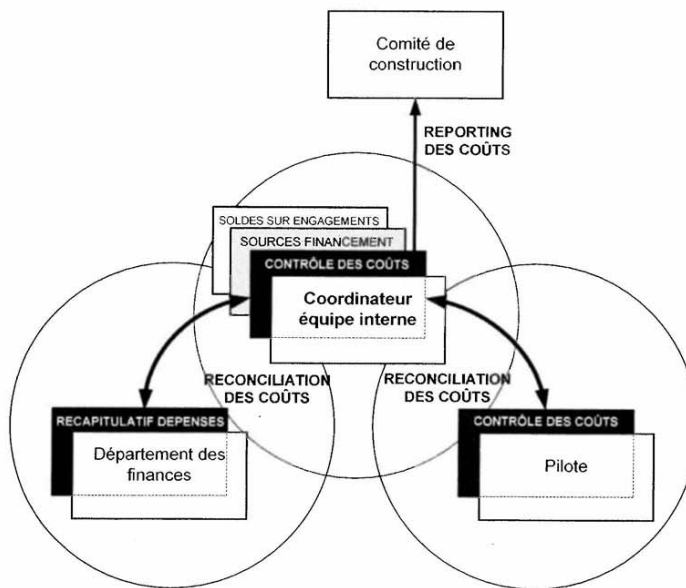 Comité de
construction
REPORTING
DES COÛTS
SOLDES SUR ENGAGEMENTS
SOURCES FINANCEMENT
CONTRÔLE DES COÛTS
Coordinateur
équipe interne
RECONCILIATION
DES COÛTS
RECONCILIATION
DES COÛTS
RECAPITULATIF DEPENSES
Département des
finances
CONTRÔLE DES COÛTS
Pilote